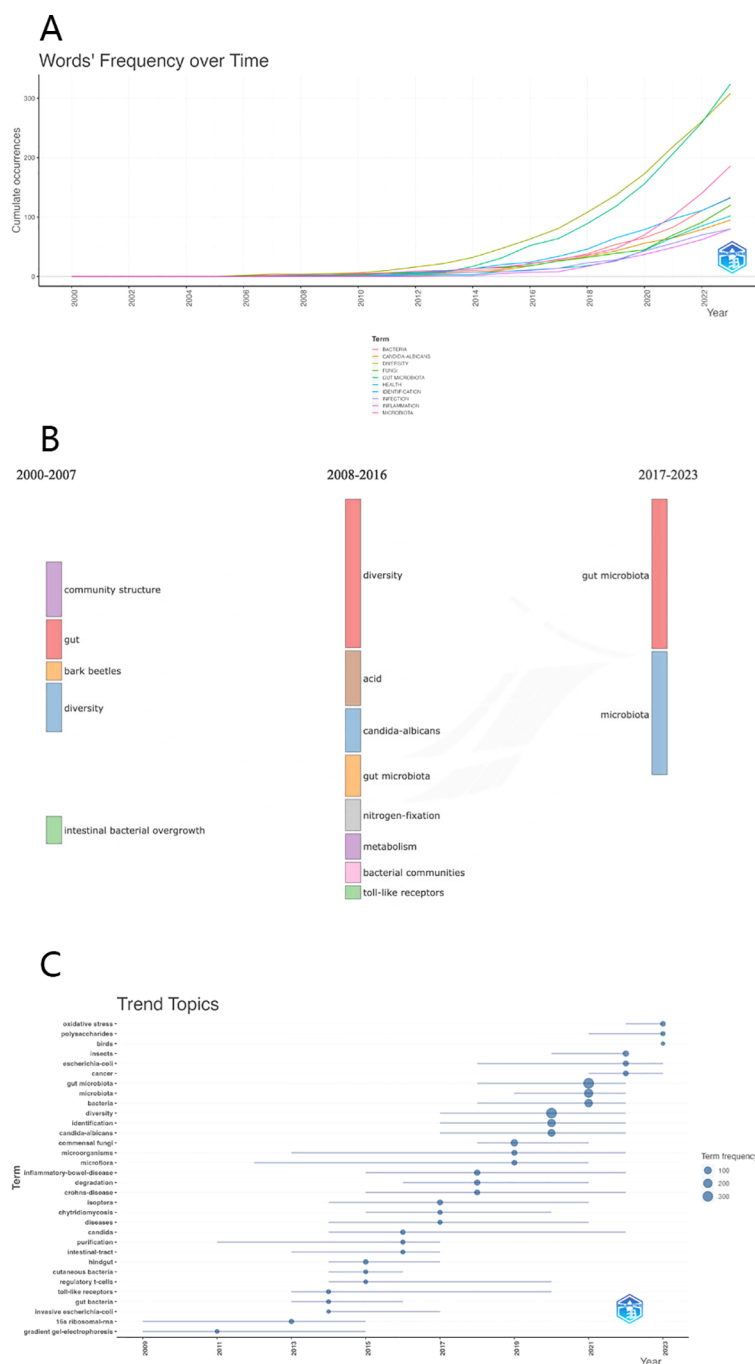 A
Words' Frequency over Time
Cumulate occurrences
300
200
100
0
2000
2002
2004
2006
2008
2010
2012
2014
2016
2018
2020
2022
Year
Term
BACTERIA
CANDIDA-ALBICANS
DIVERSITY
FUNGI
GUT MICROBIOTA
HEALTH
IDENTIFICATION
INFECTION
INFLAMMATION
MICROBIOTA
B
2000-2007
2008-2016
2017-2023
community structure
gut
bark beetles
diversity
intestinal bacterial overgrowth
diversity
acid
candida-albicans
gut microbiota
nitrogen-fixation
metabolism
bacterial communities
toll-like receptors
gut microbiota
microbiota
C
Trend Topics
Term
oxidative stress
polysaccharides
birds
insects
escherichia-coli
cancer
gut microbiota
microbiota
bacteria
diversity
identification
candida-albicans
commensal fungi
microorganisms
microflora
inflammatory-bowel-disease
degradation
crohns-disease
isoptera
chytridiomycosis
diseases
candida
purification
intestinal-tract
hindgut
cutaneous bacteria
regulatory t-cells
toll-like receptors
gut bacteria
invasive escherichia-coli
16s ribosomal-rna
gradient gel-electrophoresis
2009
2011
2013
2015
2017
2019
2021
2023
Year
Term frequency
100
200
300